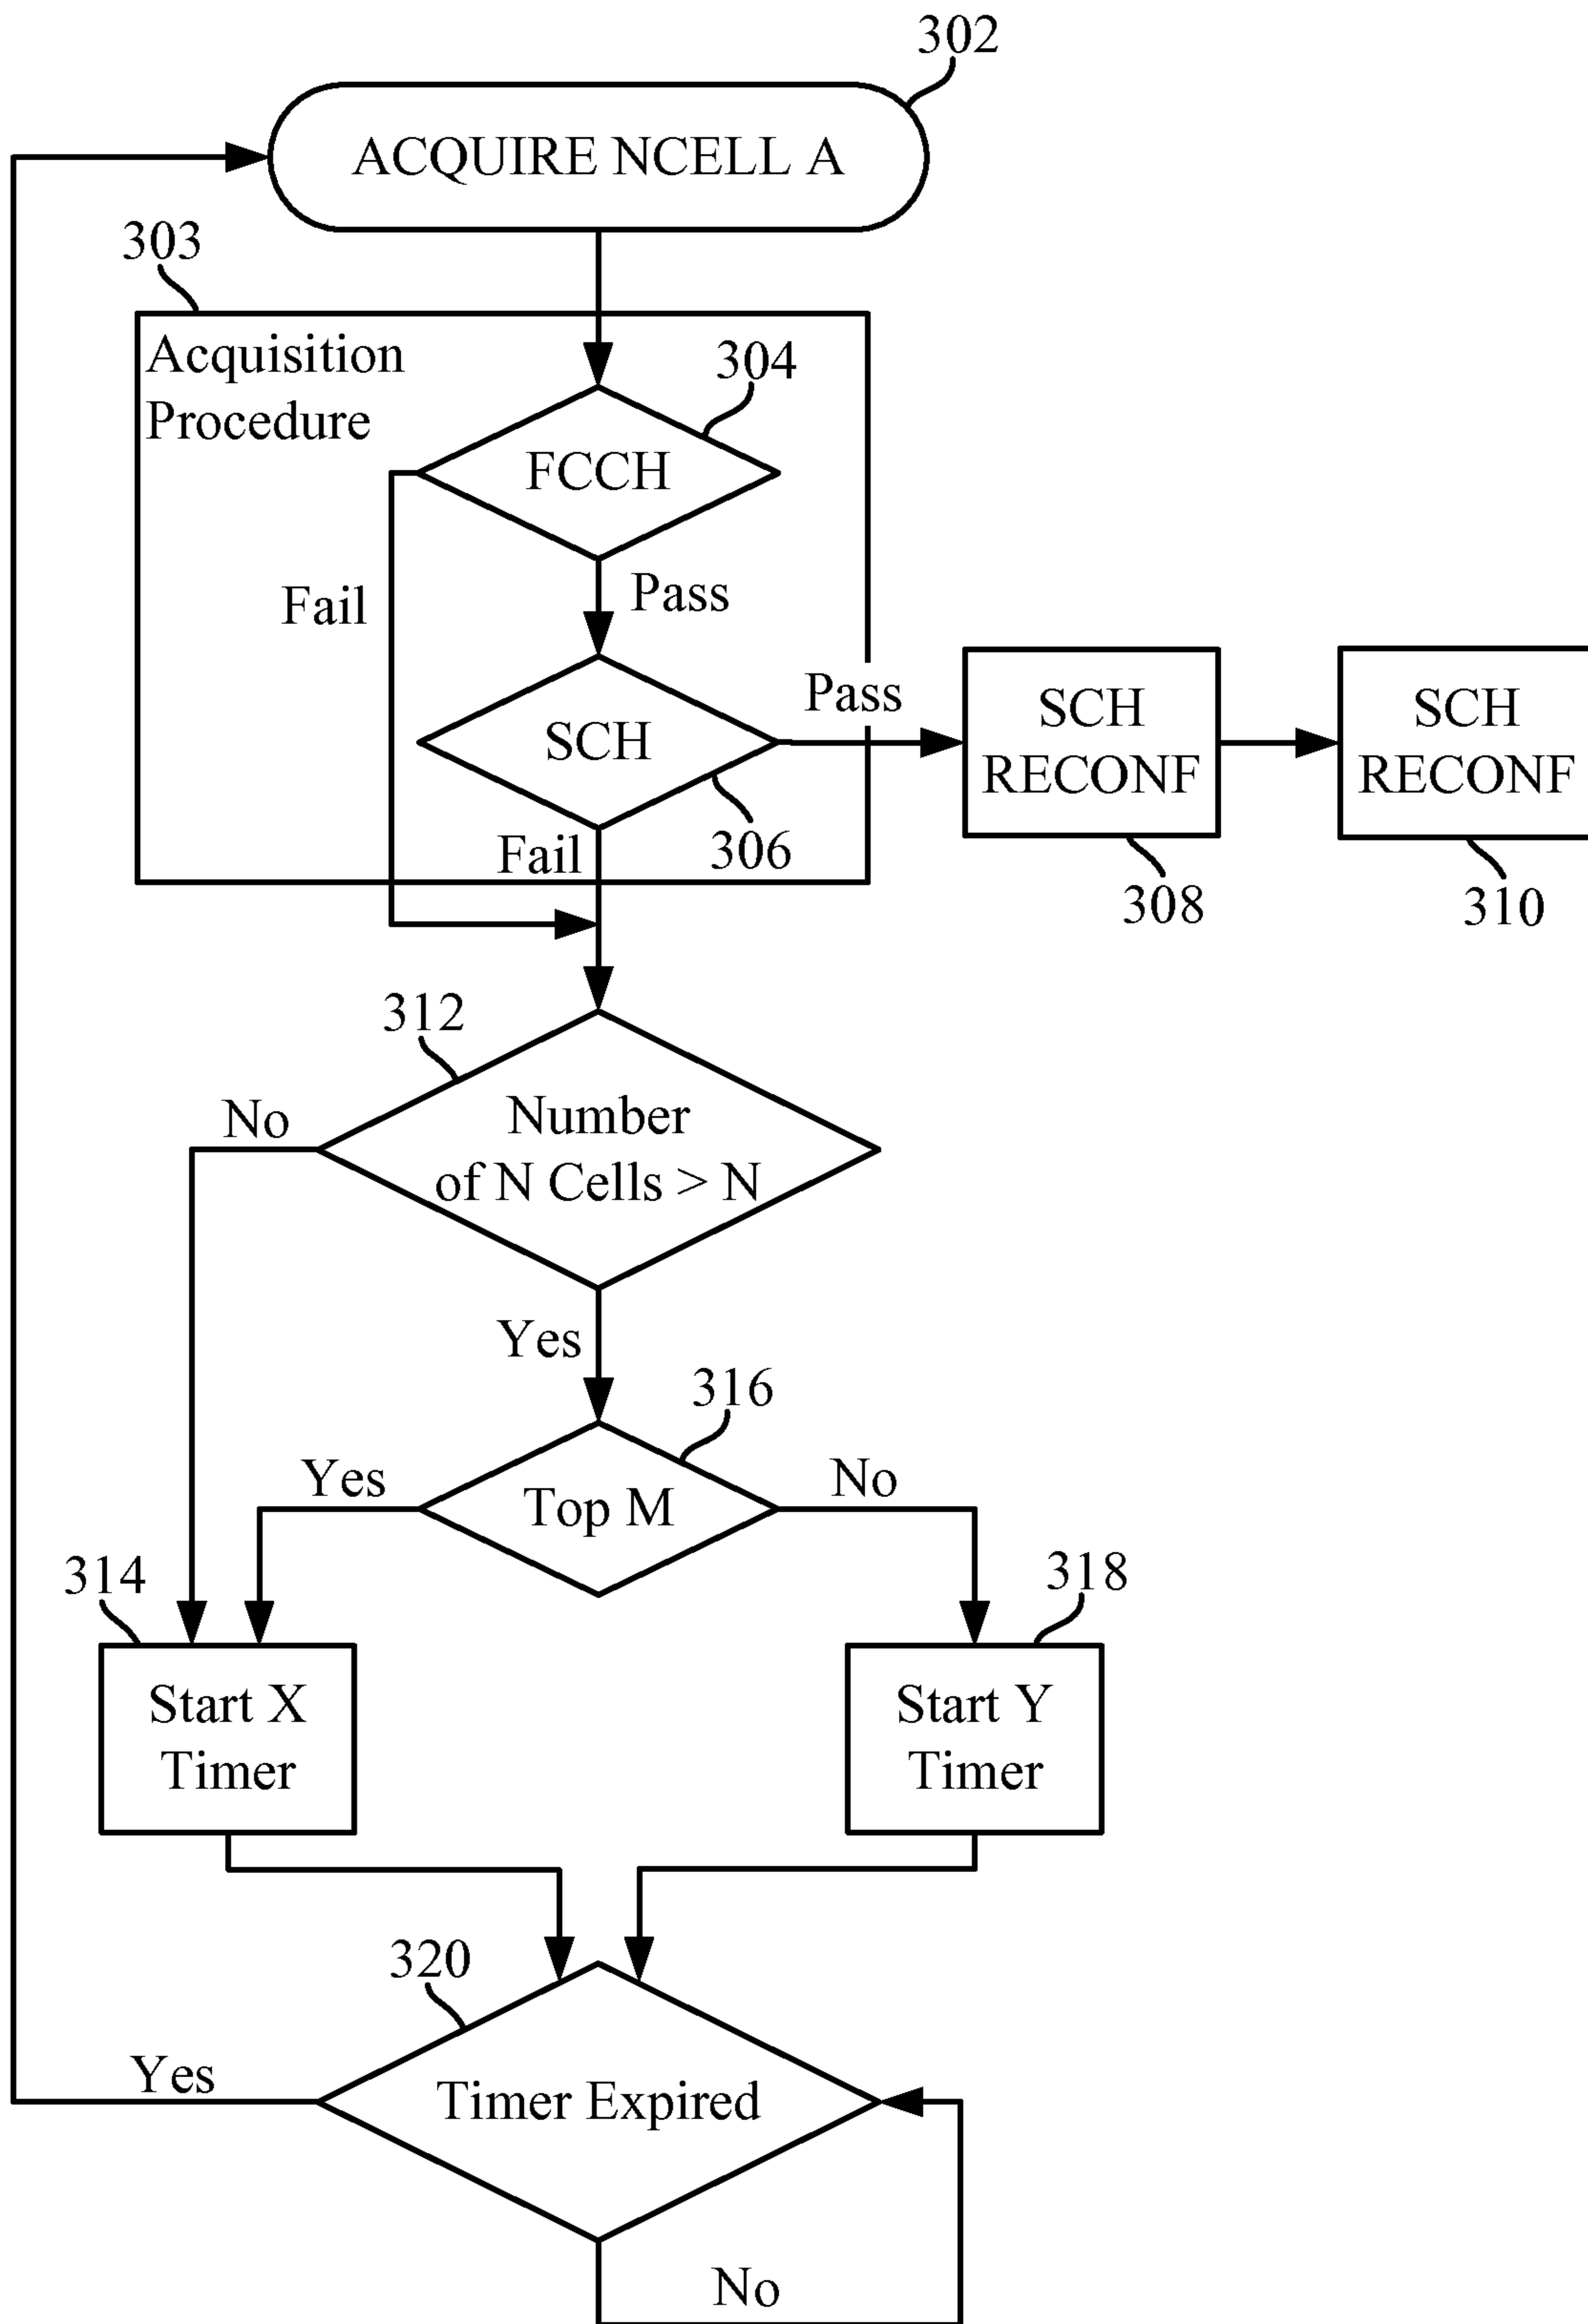 302
ACQUIRE NCELL A
303
Acquisition
Procedure
304
FCCH
Fail
Pass
SCH
Pass
306
Fail
SCH
RECONF
308
SCH
RECONF
310
312
No
Number
of N Cells > N
Yes
316
Yes
Top M
No
314
Start X
Timer
318
Start Y
Timer
320
Yes
Timer Expired
No